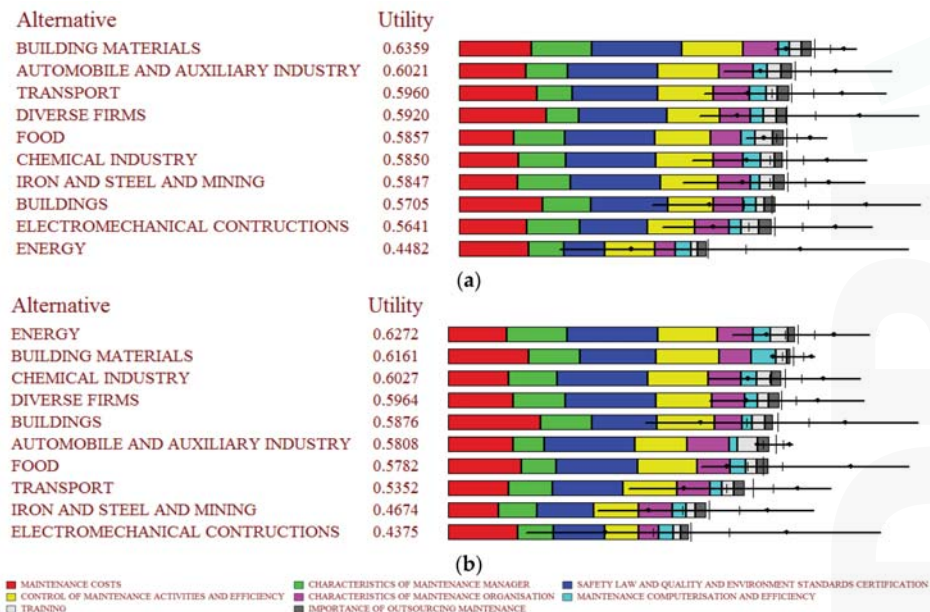 Alternative Utility
BUILDING MATERIALS 0.6359
AUTOMOBILE AND AUXILIARY INDUSTRY 0.6021
TRANSPORT 0.5960
DIVERSE FIRMS 0.5920
FOOD 0.5857
CHEMICAL INDUSTRY 0.5850
IRON AND STEEL AND MINING 0.5847
BUILDINGS 0.5705
ELECTROMECHANICAL CONTRUCTIONS 0.5641
ENERGY 0.4482
(a)
Alternative Utility
ENERGY 0.6272
BUILDING MATERIALS 0.6161
CHEMICAL INDUSTRY 0.6027
DIVERSE FIRMS 0.5964
BUILDINGS 0.5876
AUTOMOBILE AND AUXILIARY INDUSTRY 0.5808
FOOD 0.5782
TRANSPORT 0.5352
IRON AND STEEL AND MINING 0.4674
ELECTROMECHANICAL CONTRUCTIONS 0.4375
(b)
MAINTENANCE COSTS CHARACTERISTICS OF MAINTENANCE MANAGER SAFETY LAW AND QUALITY AND ENVIRONMENT STANDARDS CERTIFICATION
CONTROL OF MAINTENANCE ACTIVITIES AND EFFICIENCY CHARACTERISTICS OF MAINTENANCE ORGANISATION MAINTENANCE COMPUTERISATION AND EFFICIENCY
TRAINING IMPORTANCE OF OUTSOURCING MAINTENANCE